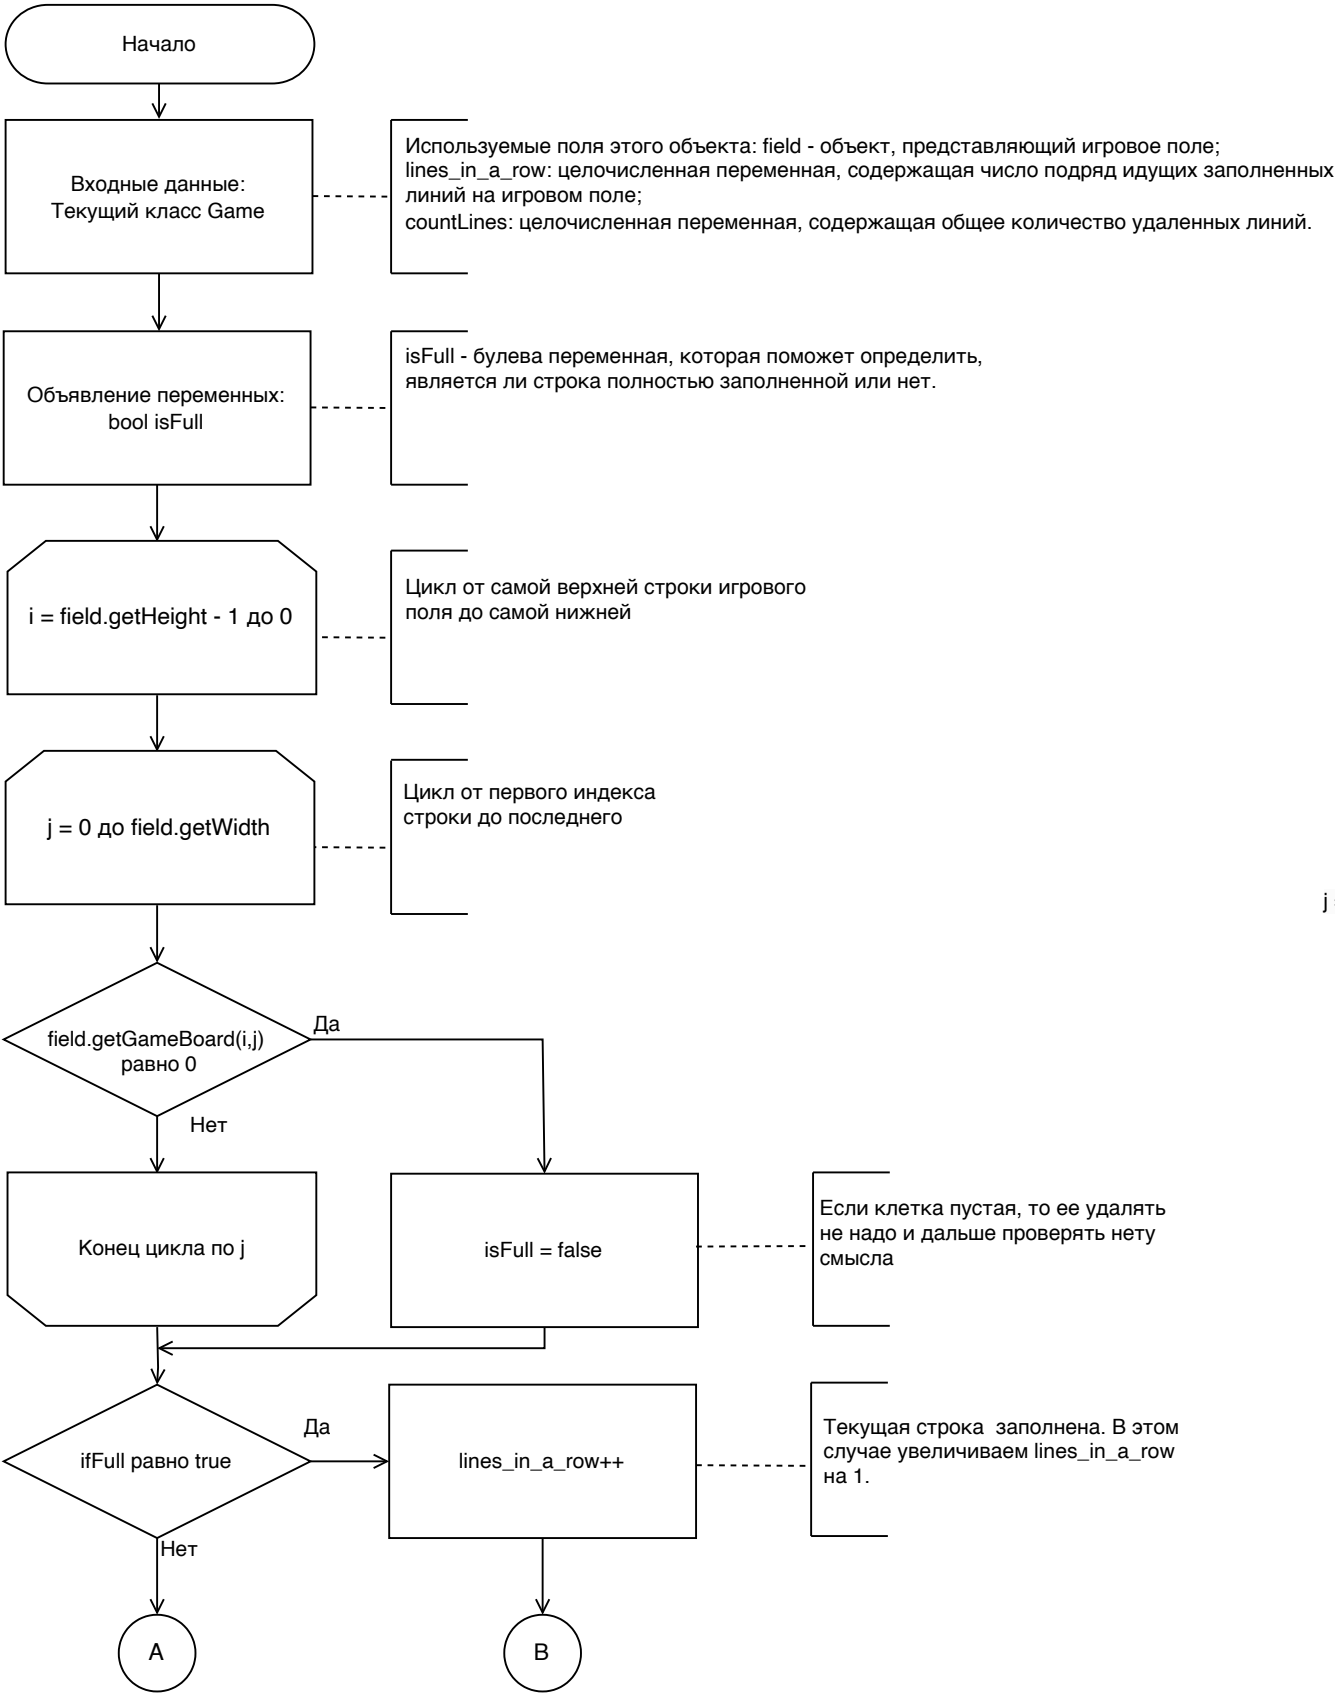 Начало
Входные данные:
Текущий класс Game
Используемые поля этого объекта: field - объект, представляющий игровое поле;
lines_in_a_row: целочисленная переменная, содержащая число подряд идущих заполненных
линий на игровом поле;
countLines: целочисленная переменная, содержащая общее количество удаленных линий.
Объявление переменных:
bool isFull
isFull - булева переменная, которая поможет определить,
является ли строка полностью заполненной или нет.
i = field.getHeight - 1 до 0
Цикл от самой верхней строки игрового
поля до самой нижней
j = 0 до field.getWidth
Цикл от первого индекса
строки до последнего
j
field.getGameBoard(i,j)
равно 0
Да
Нет
Конец цикла по j
isFull = false
Если клетка пустая, то ее удалять
не надо и дальше проверять нету
смысла
ifFull равно true
Да
Нет
lines_in_a_row++
Текущая строка  заполнена. В этом
случае увеличиваем lines_in_a_row
на 1.
A
B